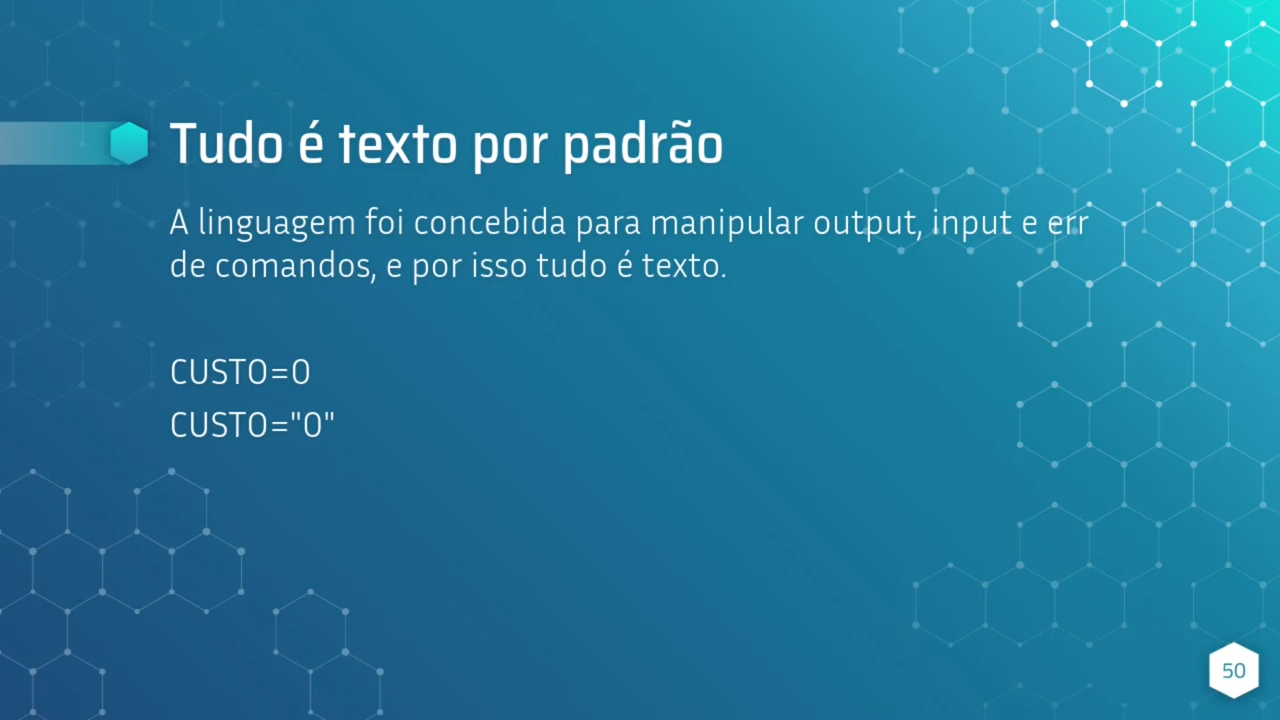 Tudo é texto por padrão
A linguagem foi concebida para manipular output, input e err
de comandos, e por isso tudo é texto.
CUSTO=0
CUSTO="0"
50